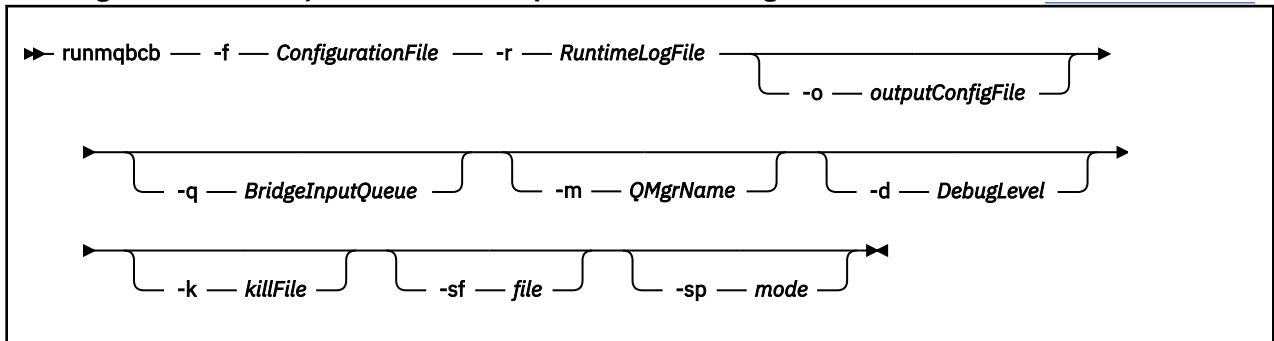 runmqbcb -f ConfigurationFile -r RuntimeLogFile
-o outputConfigFile
-q BridgeInputQueue -m QMgrName -d DebugLevel
-k killFile -sf file -sp mode